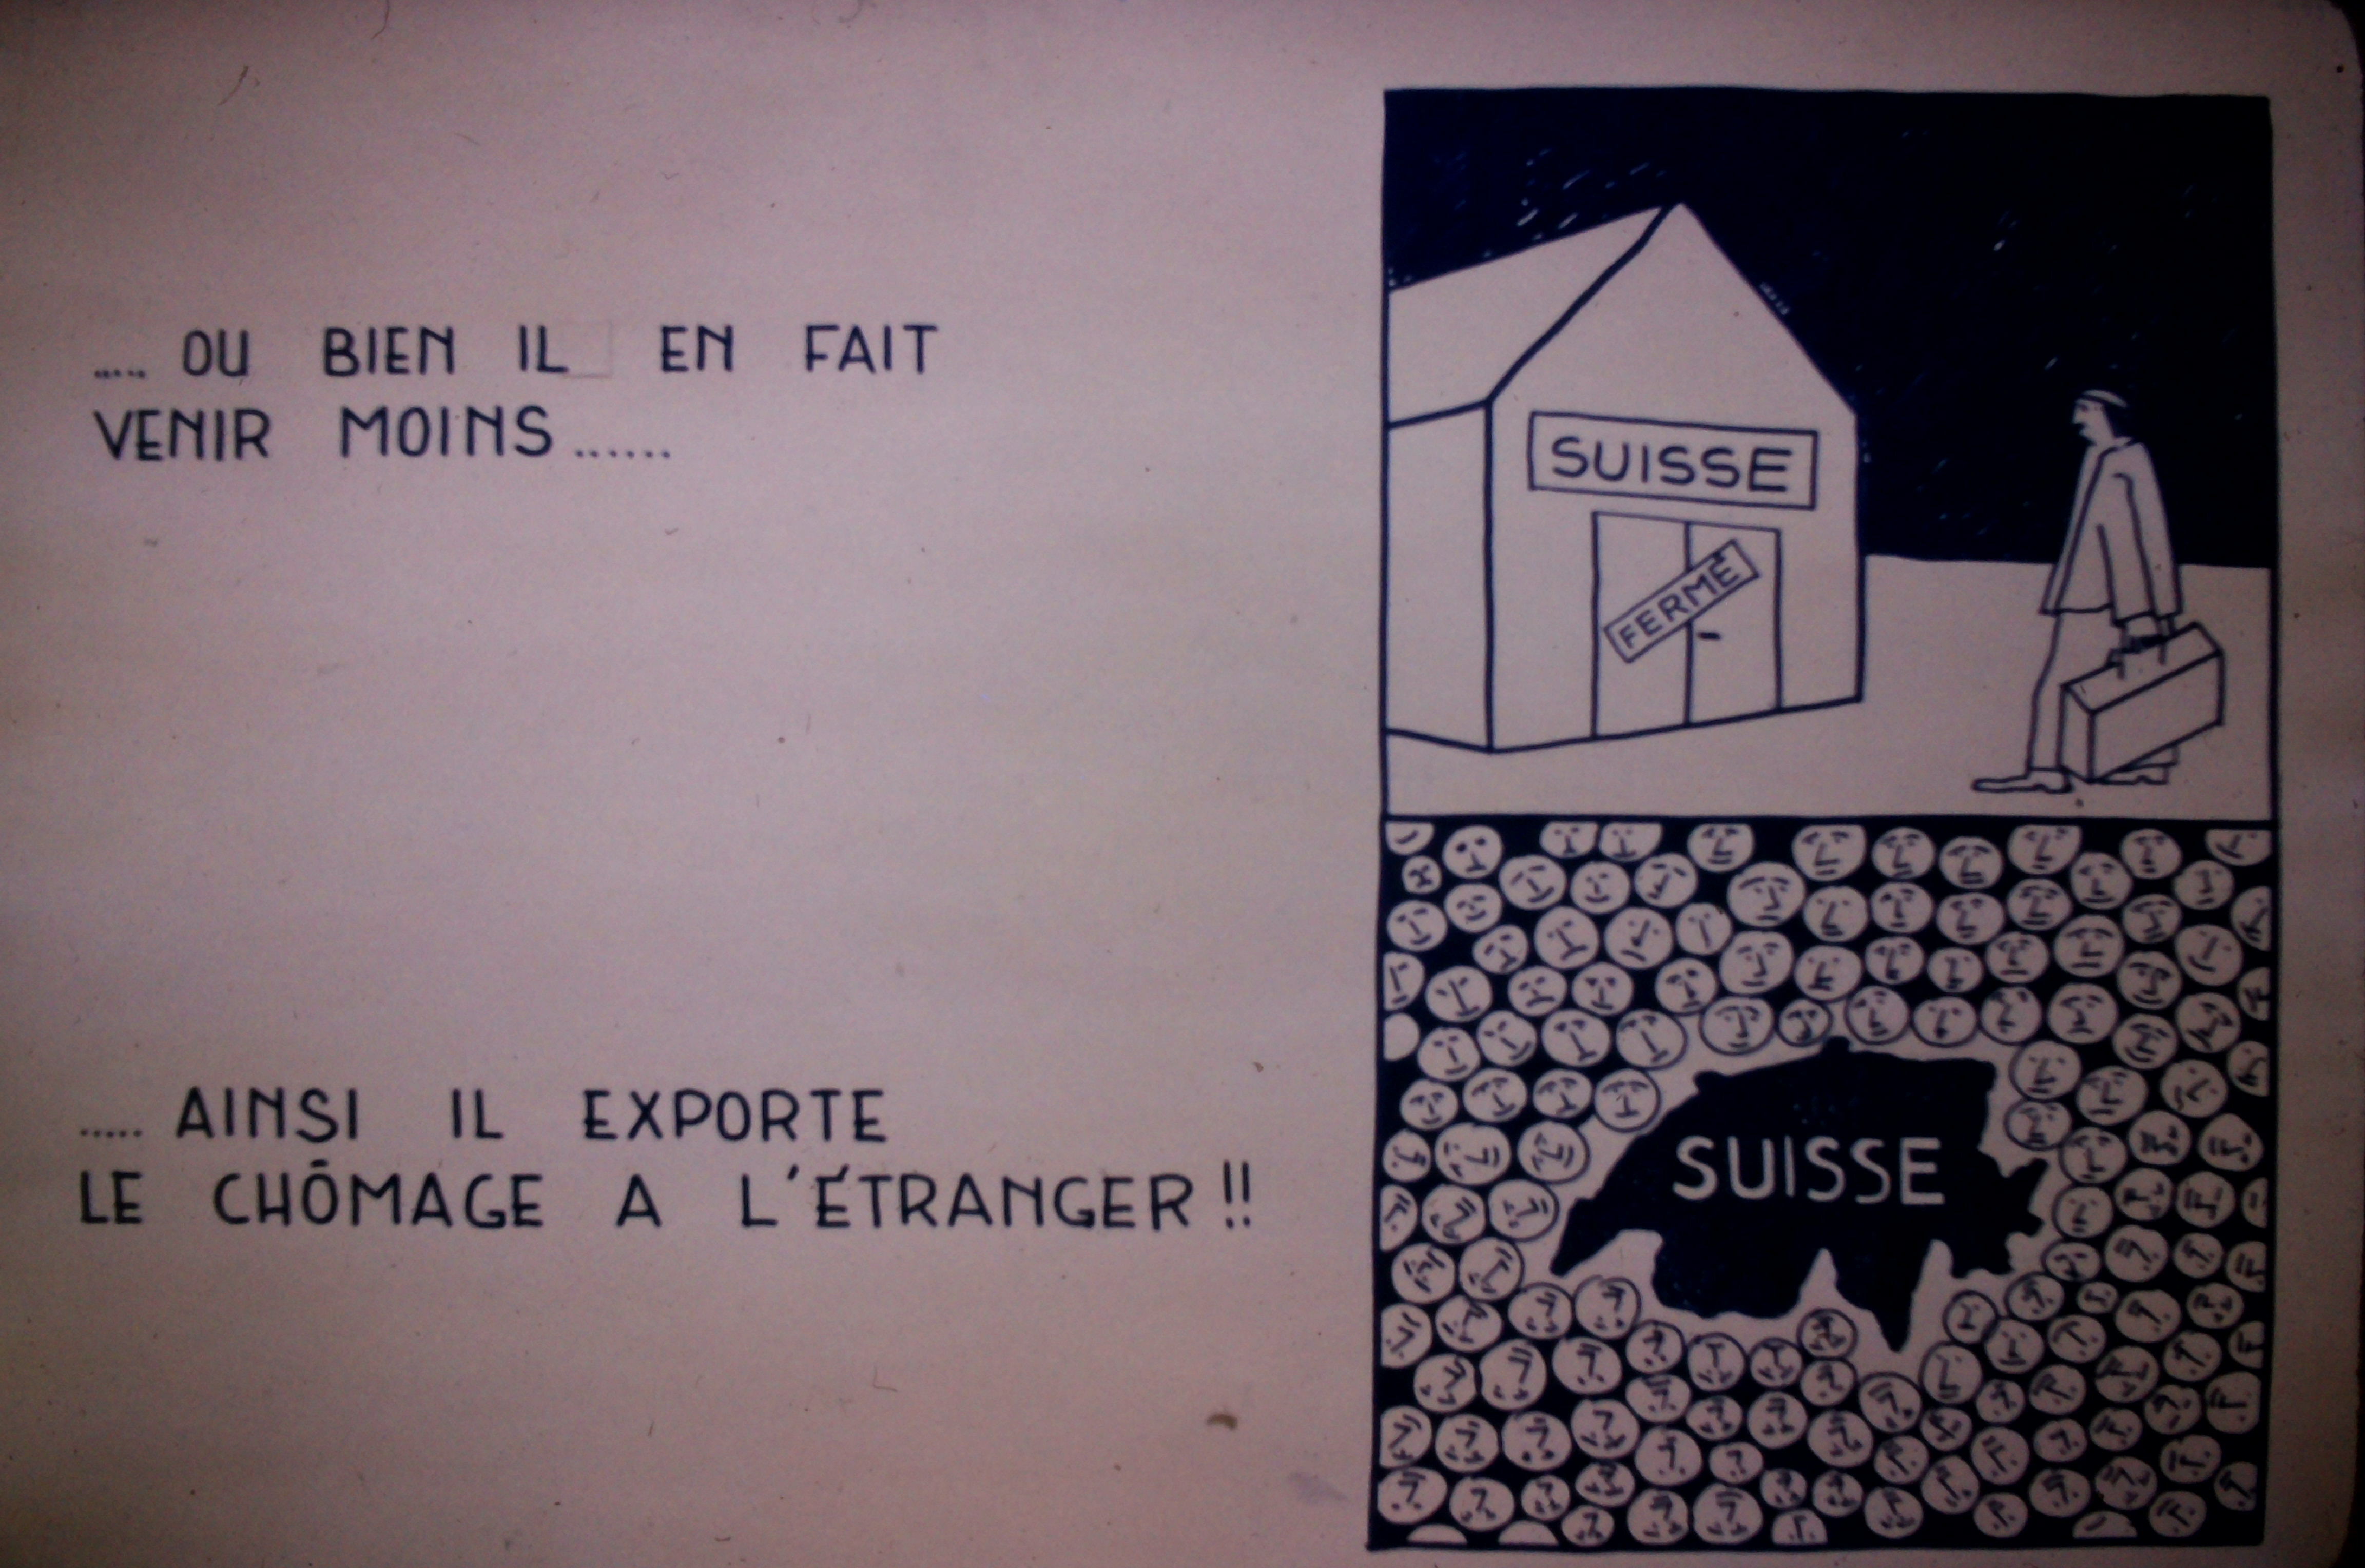 ..... OU BIEN IL EN FAIT
VENIR MOINS ......
SUISSE
FERMÉ
..... AINSI IL EXPORTE
LE CHÔMAGE A L'ÉTRANGER !!
SUISSE